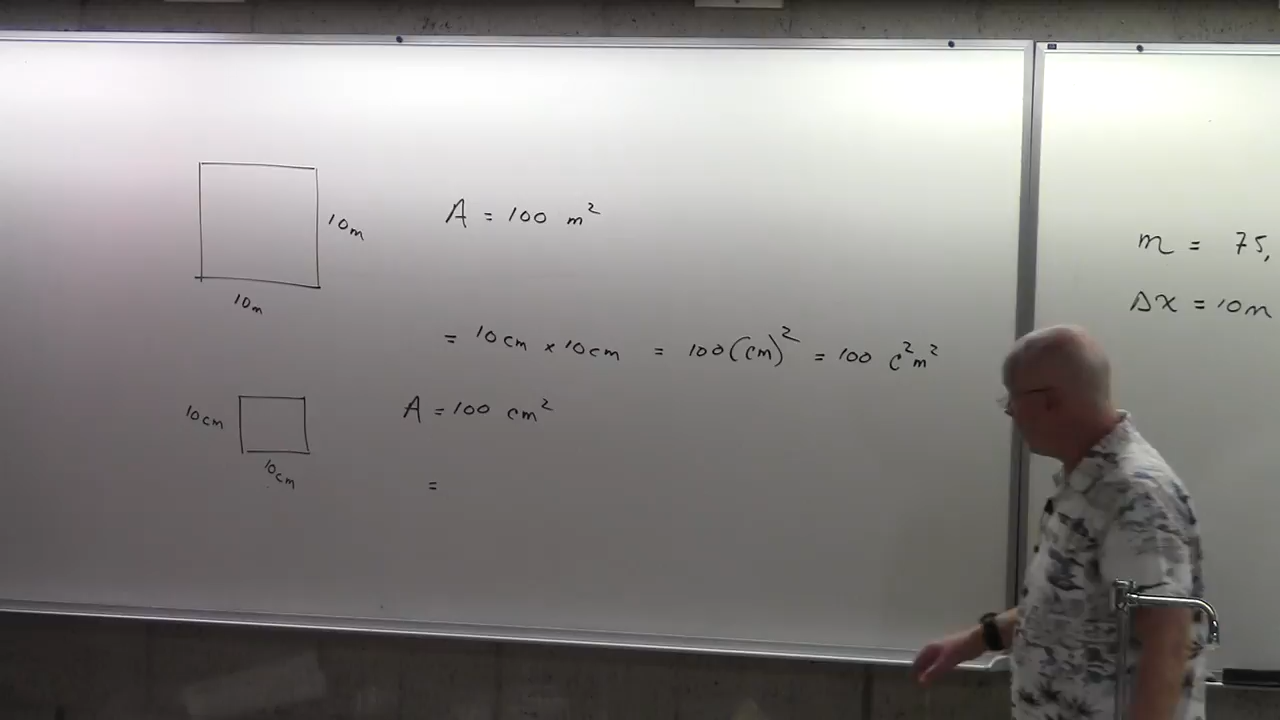 10m
A = 100 m²
10m
= 10cm × 10cm = 100(cm)² = 100 c²m²
10cm
A = 100 cm²
10cm
=
m = 75,
Δx = 10m